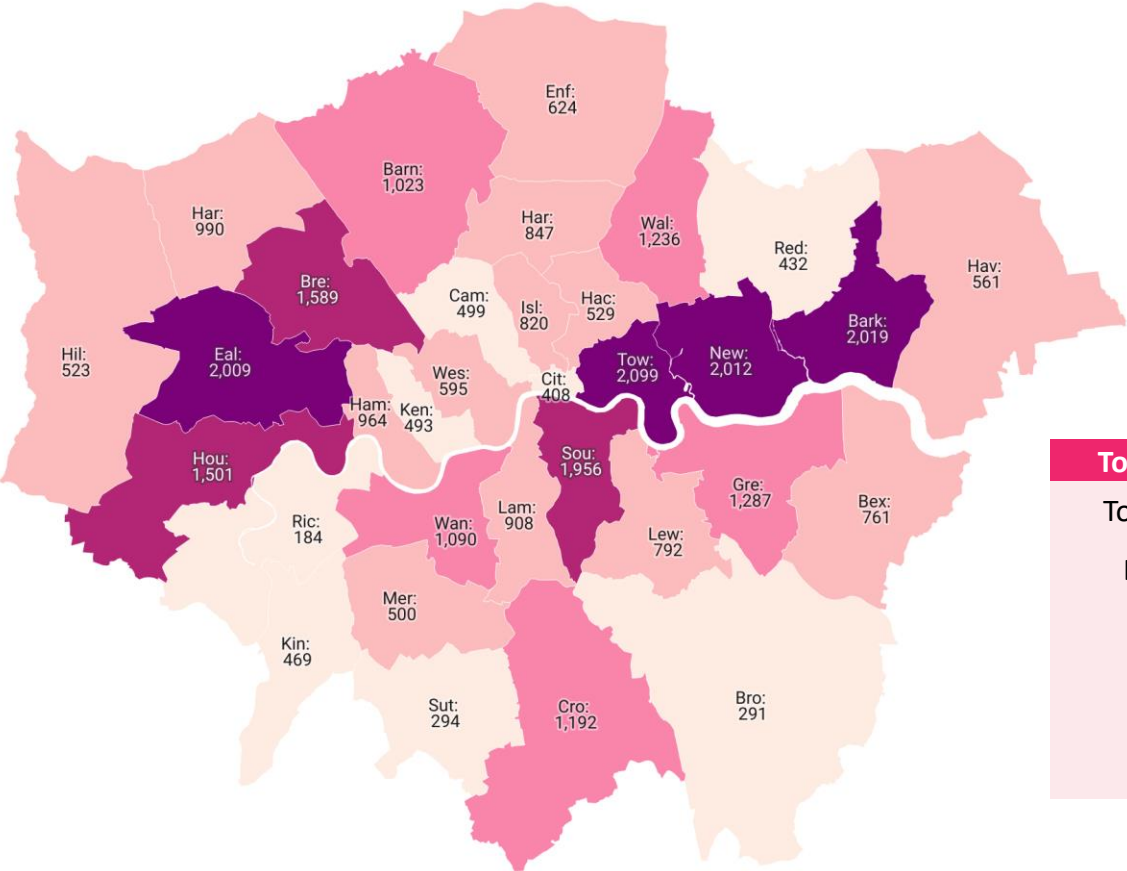 Enf:
624
Barn:
1,023
Har:
990
Har:
847
Wal:
1,236
Red:
432
Hav:
561
Bre:
1,589
Cam:
499
Isl:
820
Hac:
529
Bark:
2,019
Hil:
523
Eal:
2,009
Wes:
595
Tow:
2,099
New:
2,012
Cit:
408
Ham:
964
Ken:
493
Hou:
1,501
Sou:
1,956
Gre:
1,287
Bex:
761
Ric:
184
Wan:
1,090
Lam:
908
Lew:
792
Mer:
500
Kin:
469
Sut:
294
Cro:
1,192
Bro:
291
To
To